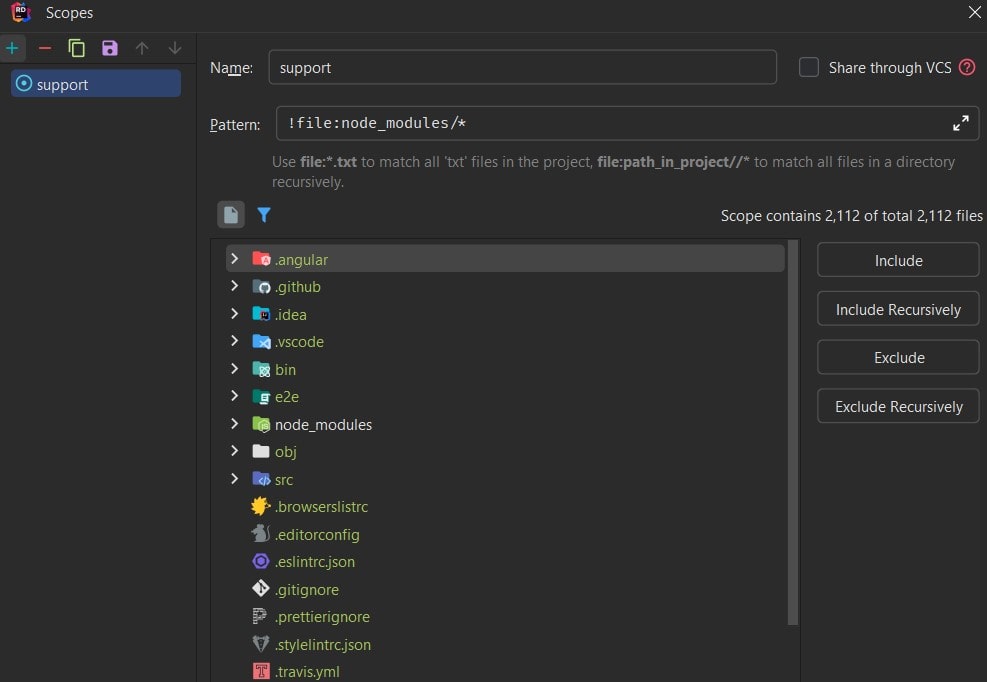 Scopes
support
Name: support Share through VCS
Pattern: !file:node_modules/*
Use file:*.txt to match all 'txt' files in the project, file:path_in_project//* to match all files in a directory
recursively.
Scope contains 2,112 of total 2,112 files
.angular
.github
.idea
.vscode
bin
e2e
node_modules
obj
src
.browserslistrc
.editorconfig
.eslintrc.json
.gitignore
.prettierignore
.stylelintrc.json
.travis.yml
Include
Include Recursively
Exclude
Exclude Recursively